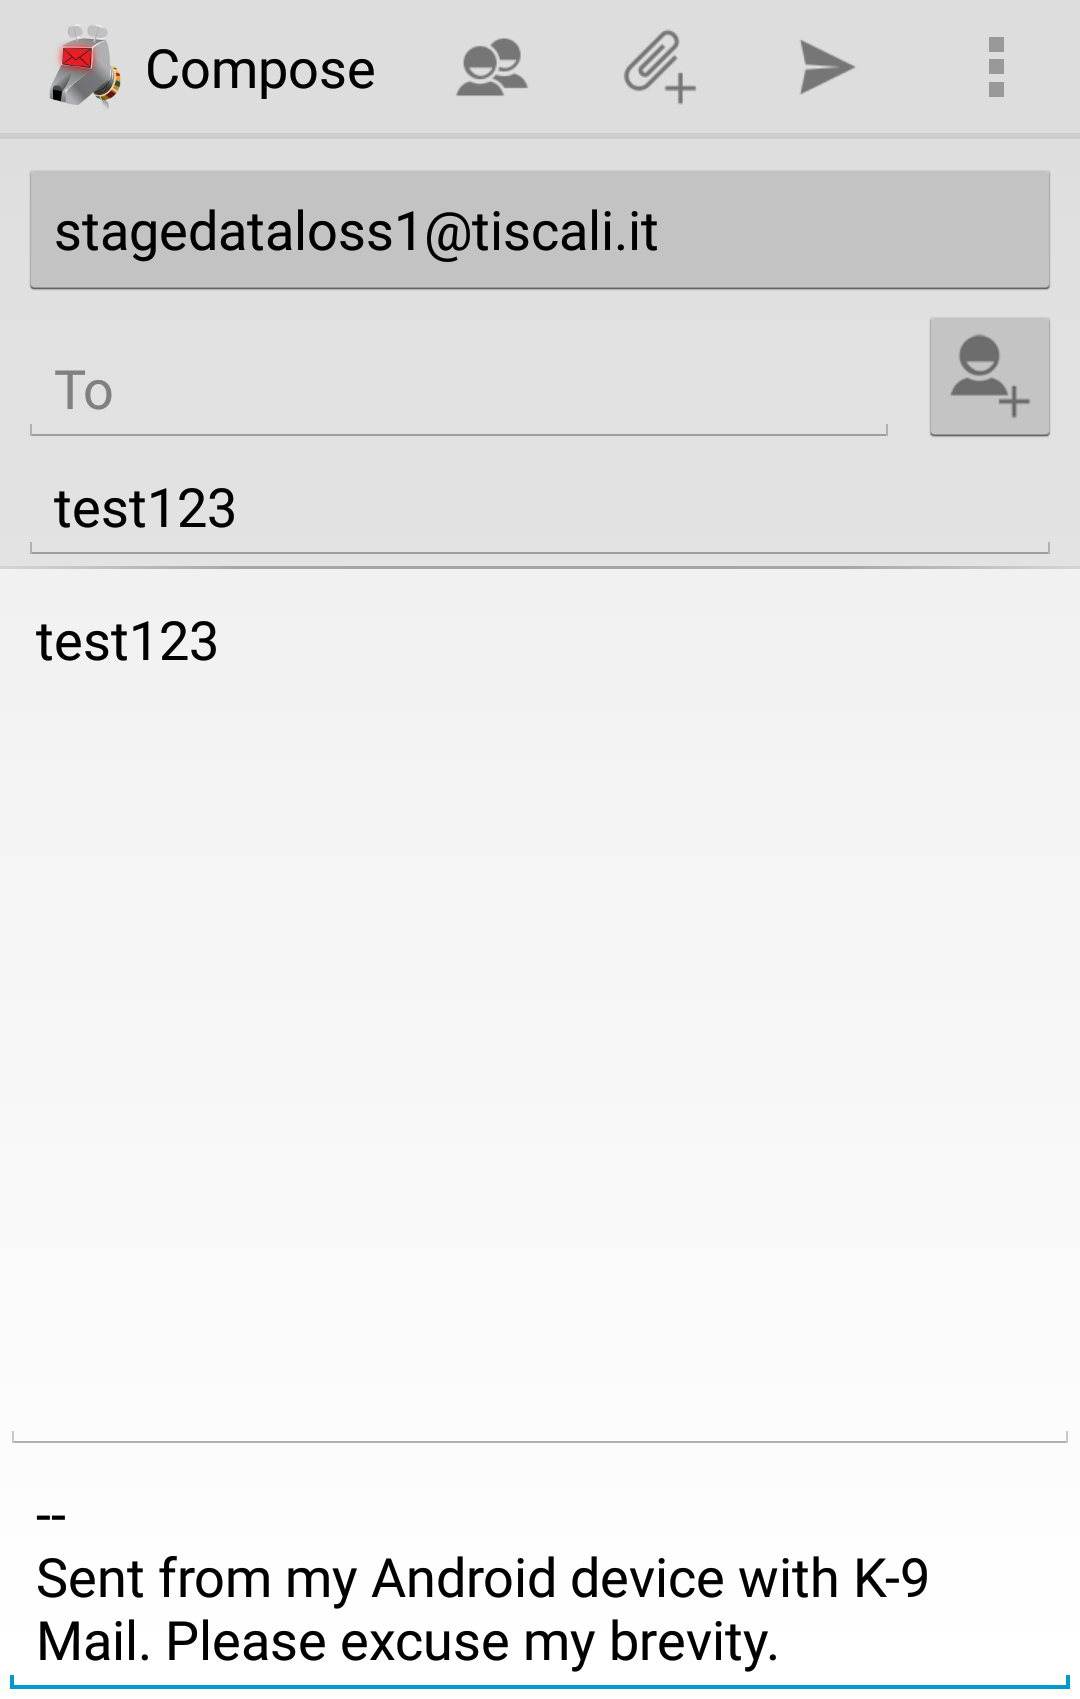 Compose
stagedataloss1@tiscali.it
To
test123
test123
--
Sent from my Android device with K-9
Mail. Please excuse my brevity.